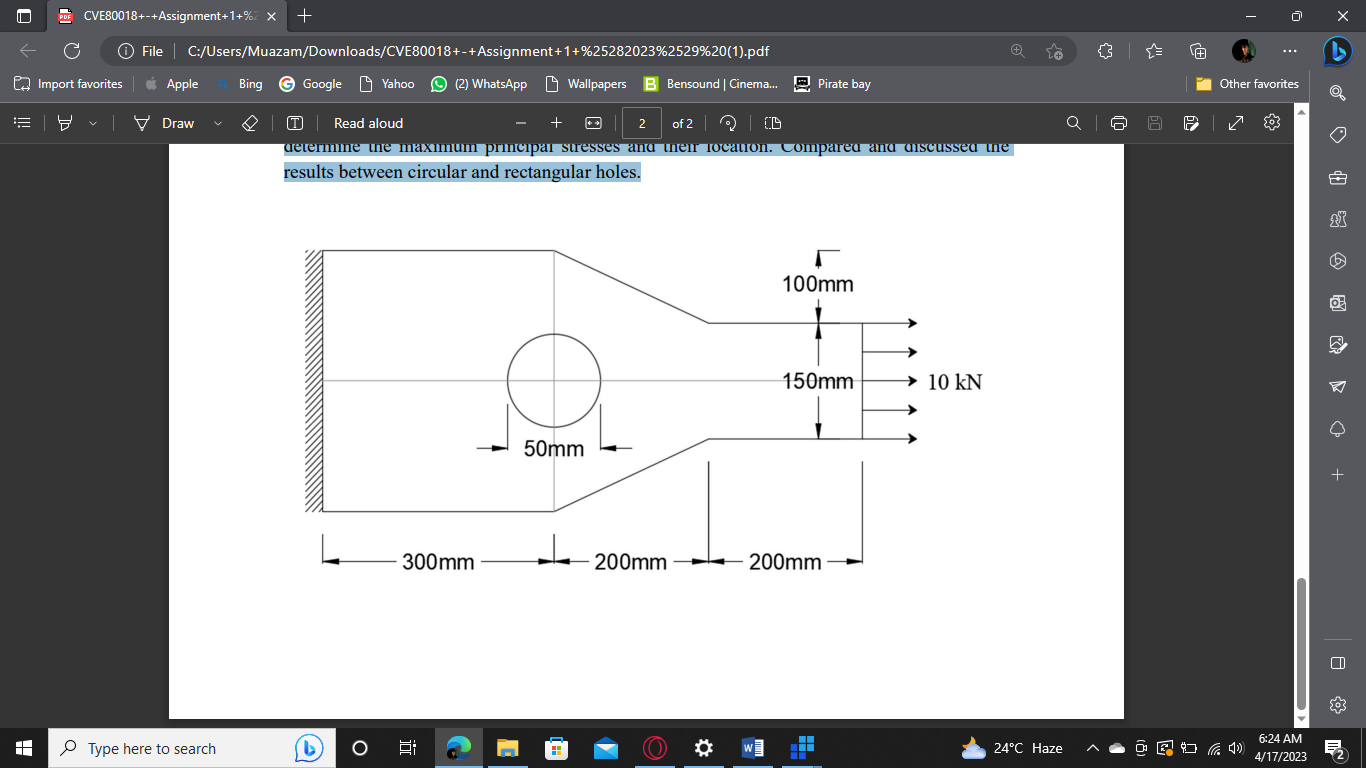 CVE80018+-+Assignment+1+%2
File C:/Users/Muazam/Downloads/CVE80018+-+Assignment+1+%25282023%2529%20(1).pdf
Import favorites Apple Bing Google Yahoo (2) WhatsApp Wallpapers Bensound | Cinema... Pirate bay Other favorites
Draw Read aloud 2 of 2
determine the maximum principal stresses and their location. Compared and discussed the
results between circular and rectangular holes.
100mm
150mm
10 kN
50mm
300mm 200mm 200mm
Type here to search
24°C Haze
6:24 AM
4/17/2023
2